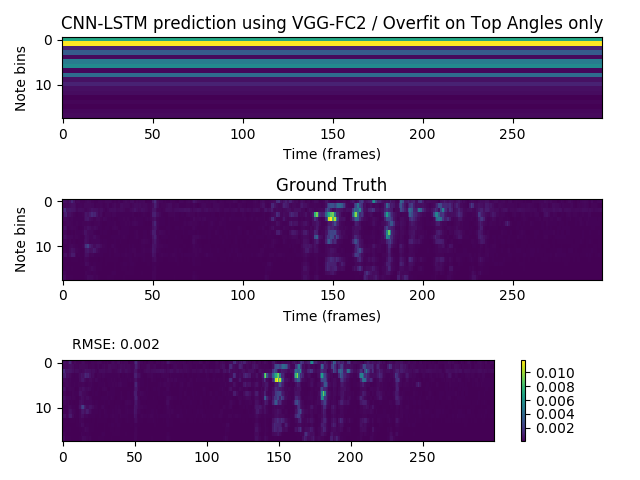 CNN-LSTM prediction using VGG-FC2 / Overfit on Top Angles only
0
10
Note bins
0 50 100 150 200 250
Time (frames)
Ground Truth
0
10
Note bins
0 50 100 150 200 250
Time (frames)
RMSE: 0.002
0
10
0 50 100 150 200 250
0.010
0.008
0.006
0.004
0.002